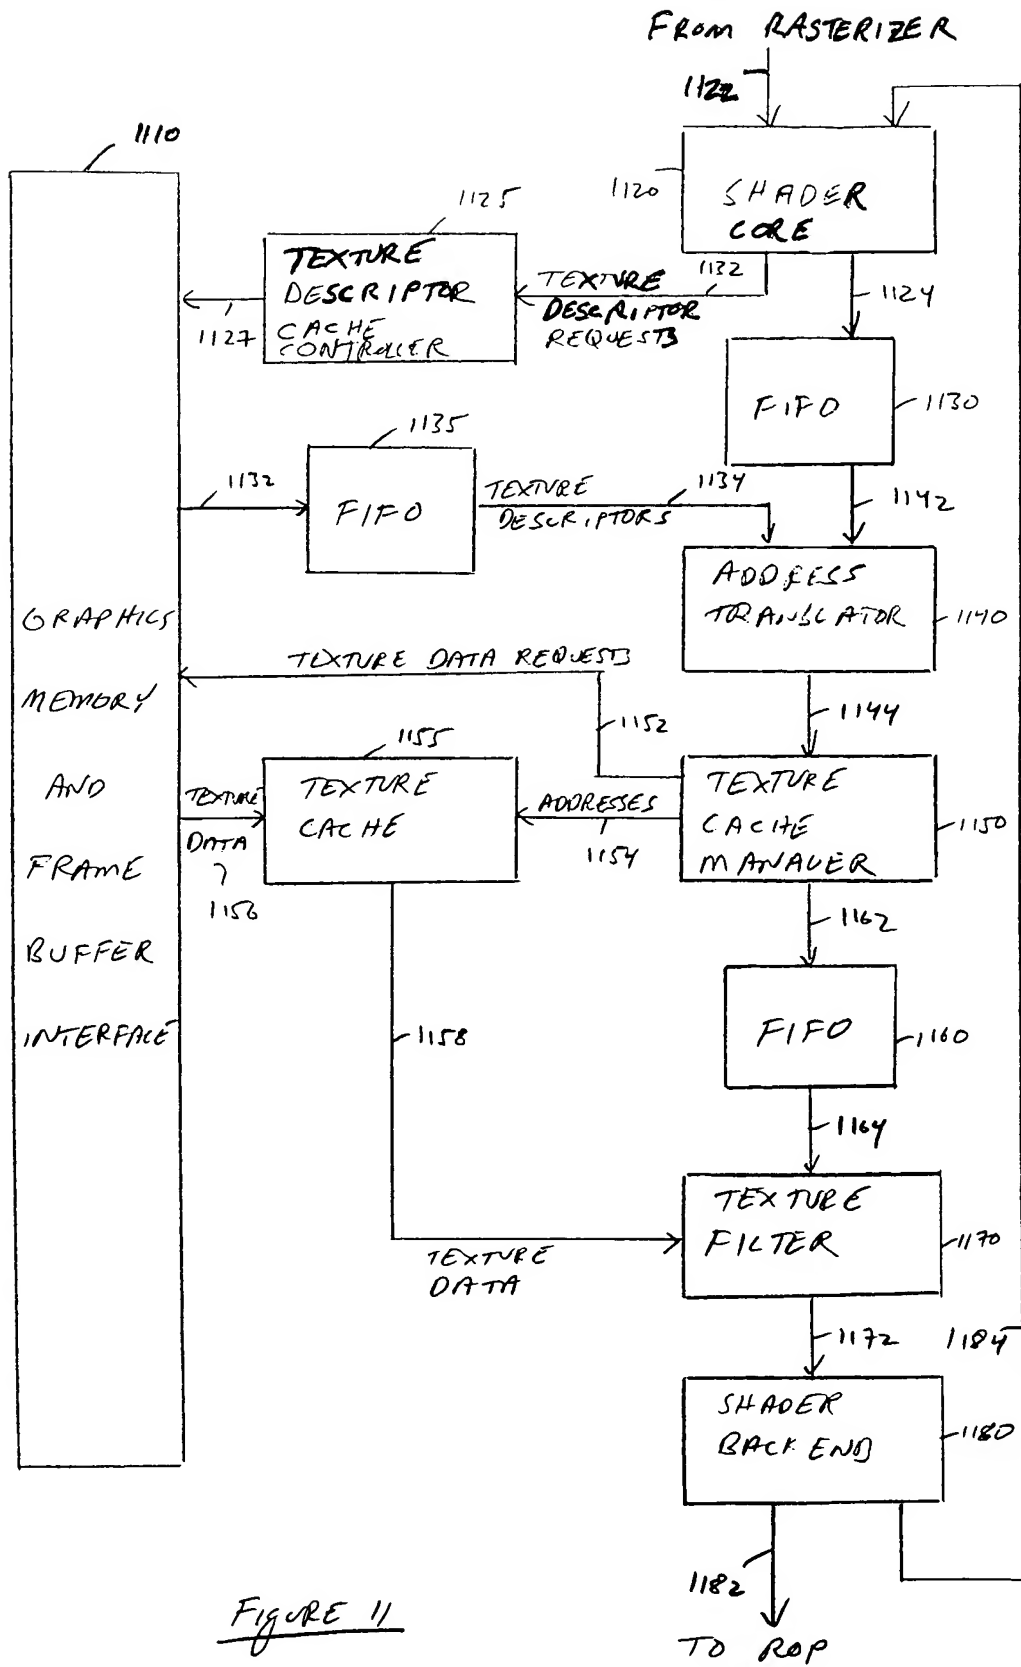 FROM RASTERIZER
1122
1110
1120
SHADER
CORE
1125
TEXTURE
DESCRIPTOR
CACHE
CONTROLLER
1127
TEXTURE
DESCRIPTOR
REQUESTS
1132
1124
FIFO
1130
1135
1132
FIFO
TEXTURE
DESCRIPTORS
1134
1142
ADDRESS
TRANSLATOR
1140
GRAPHICS
MEMORY
AND
FRAME
BUFFER
INTERFACE
TEXTURE DATA REQUESTS
1152
1144
1155
TEXTURE
CACHE
TEXTURE
DATA
1156
ADDRESSES
1154
TEXTURE
CACHE
MANAGER
1150
1162
FIFO
1160
1158
1164
TEXTURE
FILTER
1170
TEXTURE
DATA
1172
1184
SHADER
BACK END
1180
1182
TO ROP
FIGURE 11